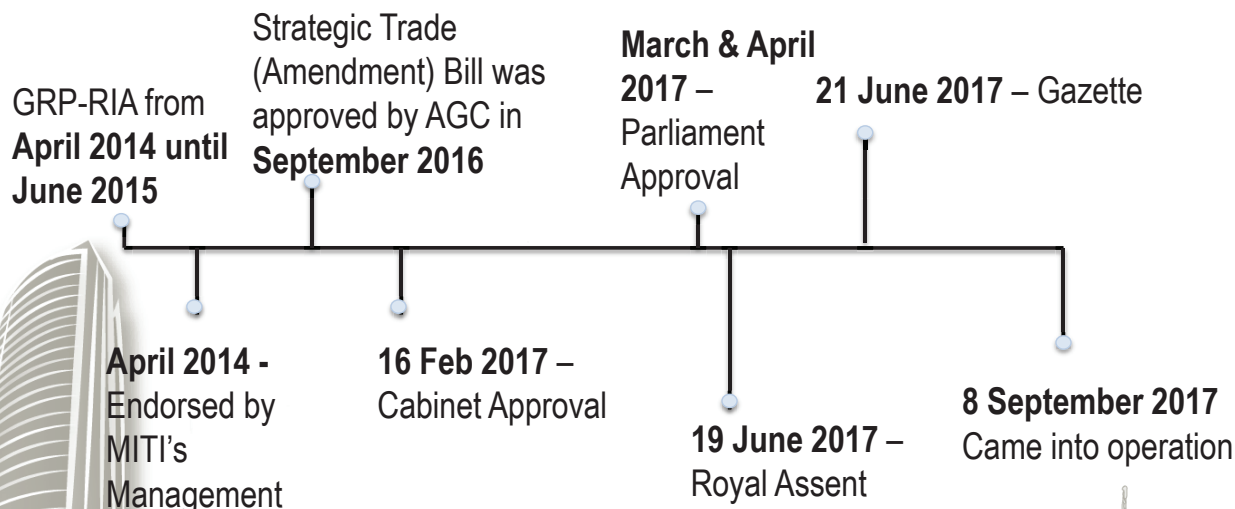 GRP-RIA from
April 2014 until
June 2015
Strategic Trade
(Amendment) Bill was
approved by AGC in
September 2016
March & April
2017 –
Parliament
Approval
21 June 2017 – Gazette
April 2014 -
Endorsed by
MITI's
Management
16 Feb 2017 –
Cabinet Approval
19 June 2017 –
Royal Assent
8 September 2017
Came into operation